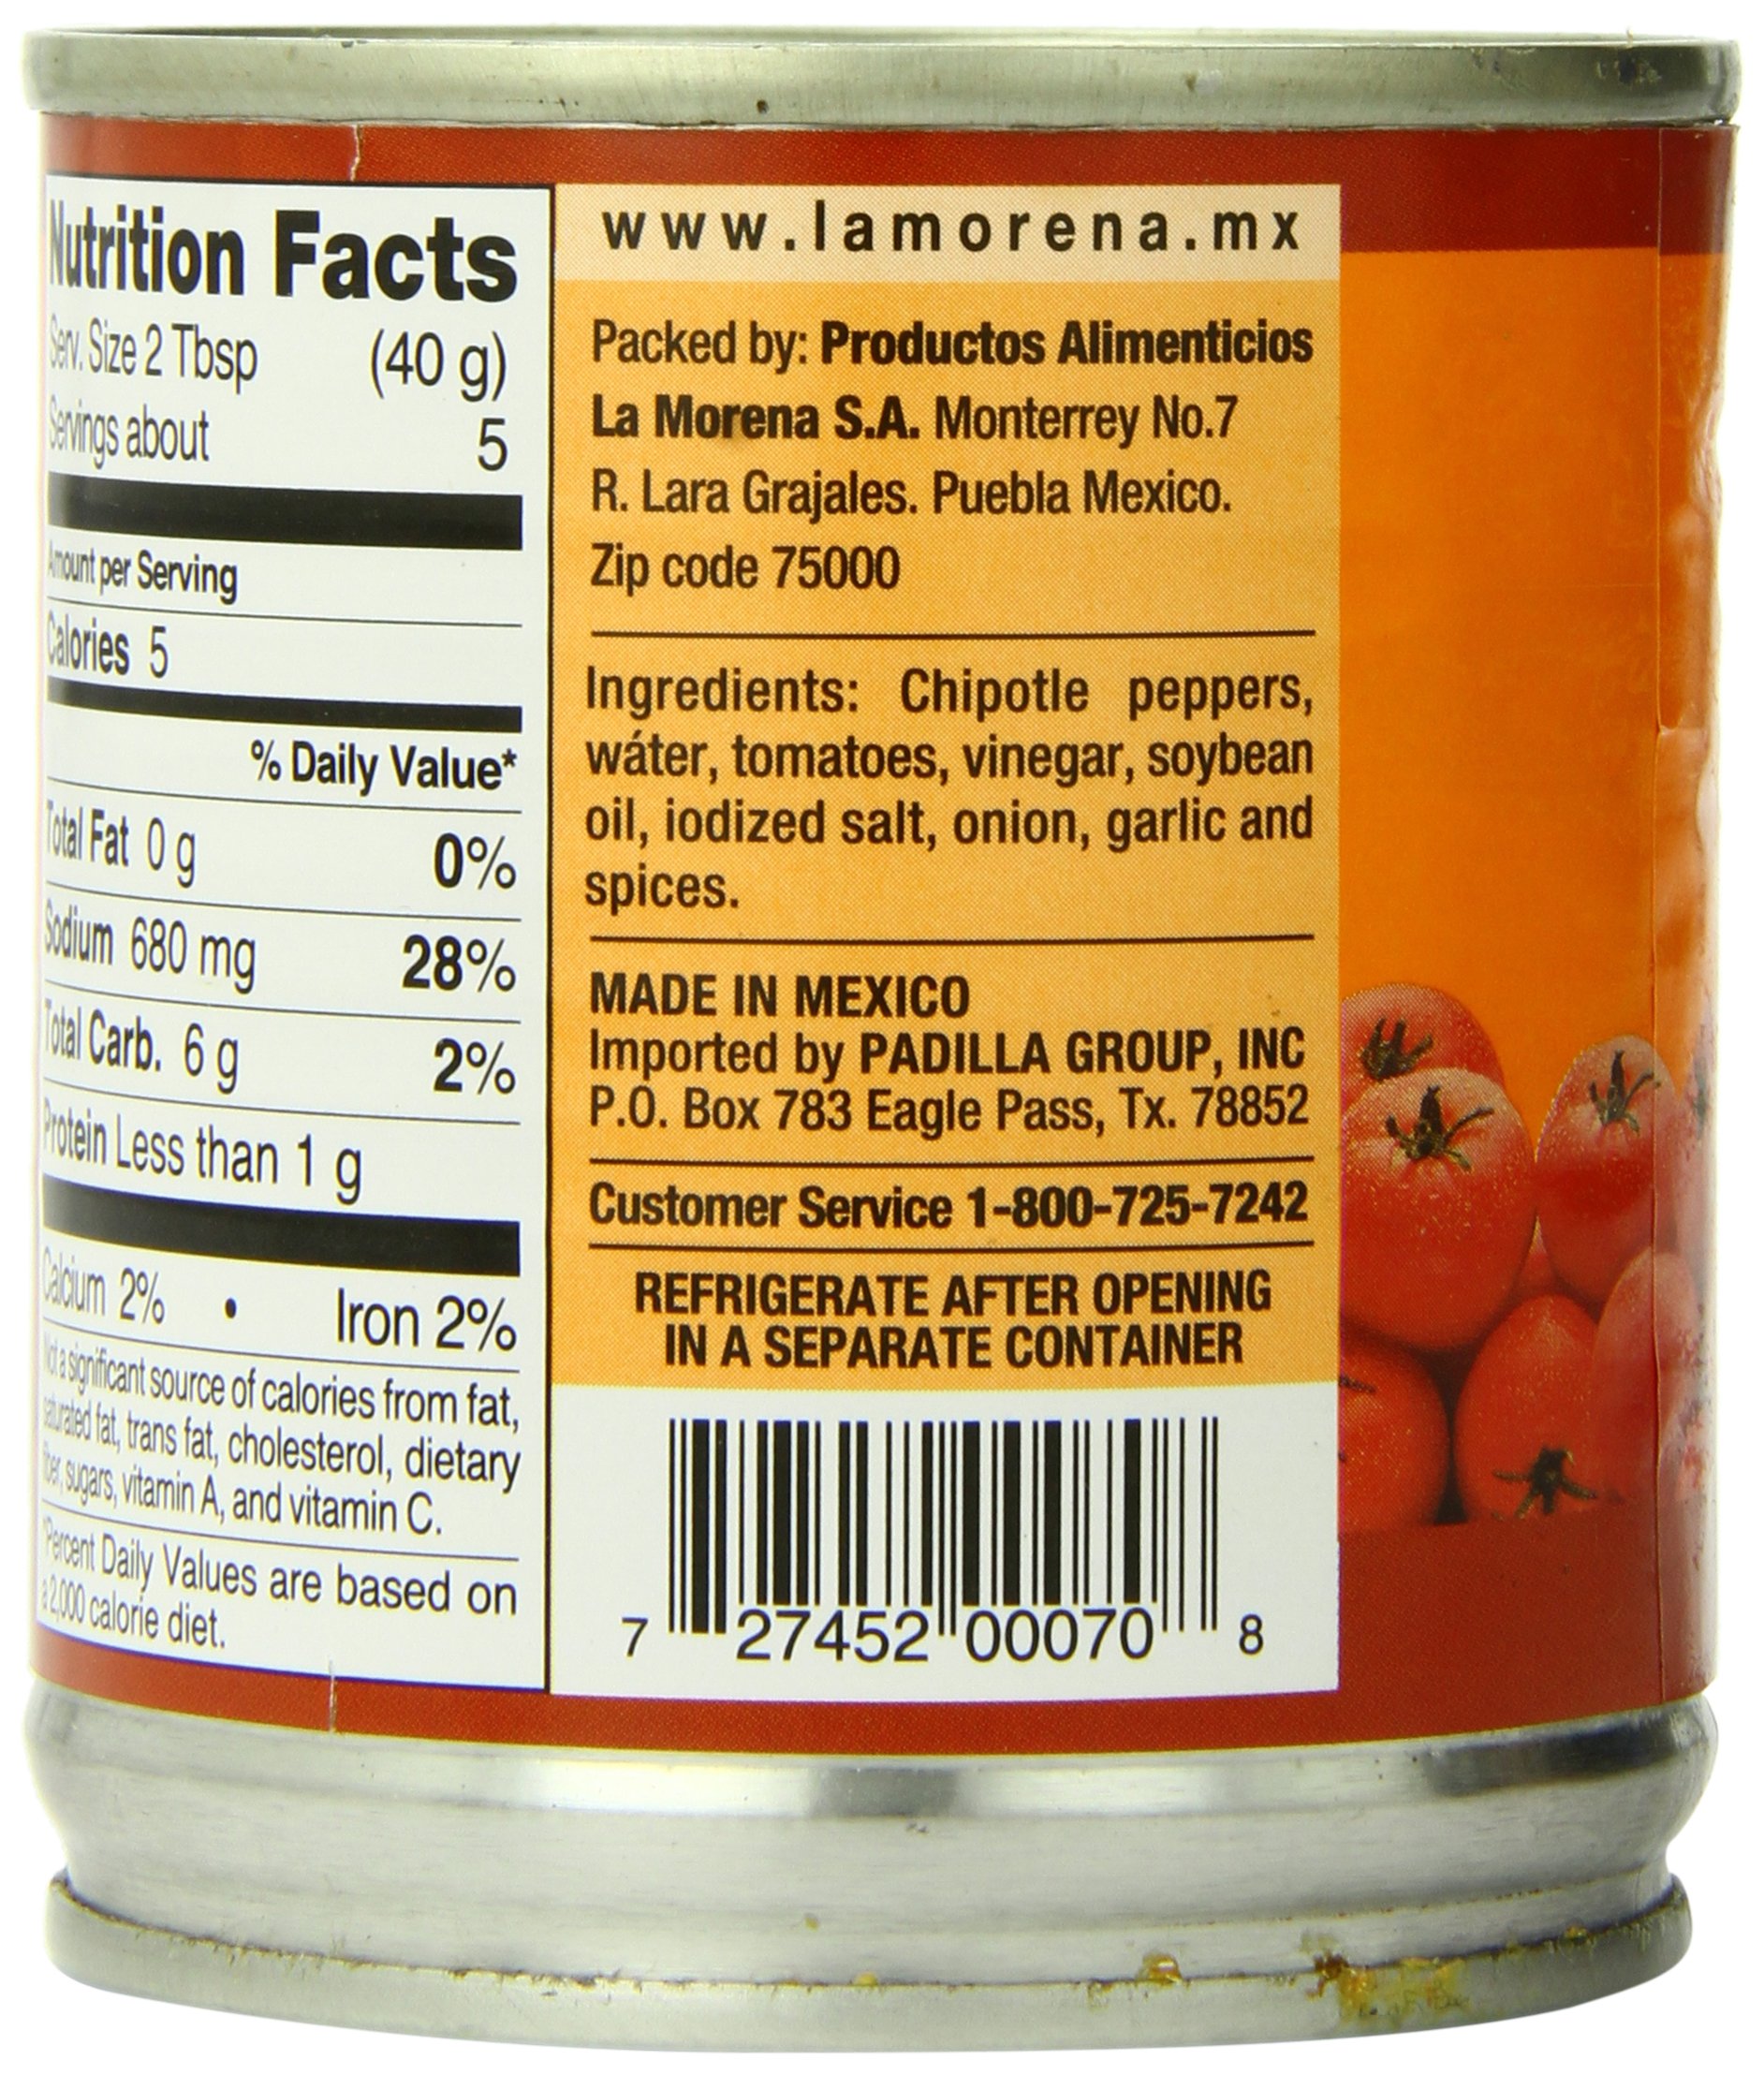 Nutrition Facts
Serv. Size 2 Tbsp (40 g)
Servings about 5
Amount per Serving
Calories 5
% Daily Value*
Total Fat 0 g 0%
Sodium 680 mg 28%
Total Carb. 6 g 2%
Protein Less than 1 g
Calcium 2% • Iron 2%
Not a significant source of calories from fat,
saturated fat, trans fat, cholesterol, dietary
fiber, sugars, vitamin A, and vitamin C.
*Percent Daily Values are based on
a 2,000 calorie diet.
www.lamorena.mx
Packed by: Productos Alimenticios
La Morena S.A. Monterrey No.7
R. Lara Grajales. Puebla Mexico.
Zip code 75000
Ingredients: Chipotle peppers,
wáter, tomatoes, vinegar, soybean
oil, iodized salt, onion, garlic and
spices.
MADE IN MEXICO
Imported by PADILLA GROUP, INC
P.O. Box 783 Eagle Pass, Tx. 78852
Customer Service 1-800-725-7242
REFRIGERATE AFTER OPENING
IN A SEPARATE CONTAINER
7 27452 00070 8